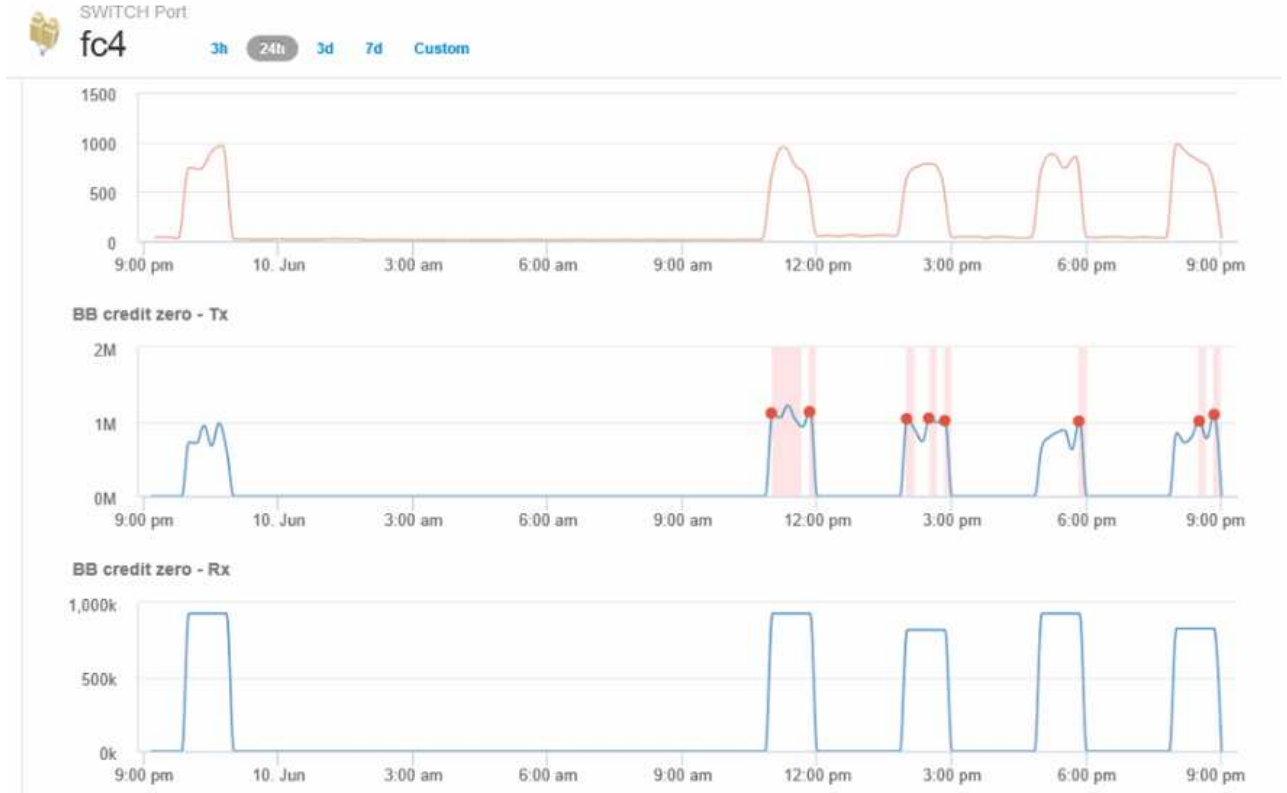 SWITCH Port
fc4 3h 24h 3d 7d Custom
1500
1000
500
0
9:00 pm 10. Jun 3:00 am 6:00 am 9:00 am 12:00 pm 3:00 pm 6:00 pm 9:00 pm
BB credit zero - Tx
2M
1M
0M
9:00 pm 10. Jun 3:00 am 6:00 am 9:00 am 12:00 pm 3:00 pm 6:00 pm 9:00 pm
BB credit zero - Rx
1,000k
500k
0k
9:00 pm 10. Jun 3:00 am 6:00 am 9:00 am 12:00 pm 3:00 pm 6:00 pm 9:00 pm